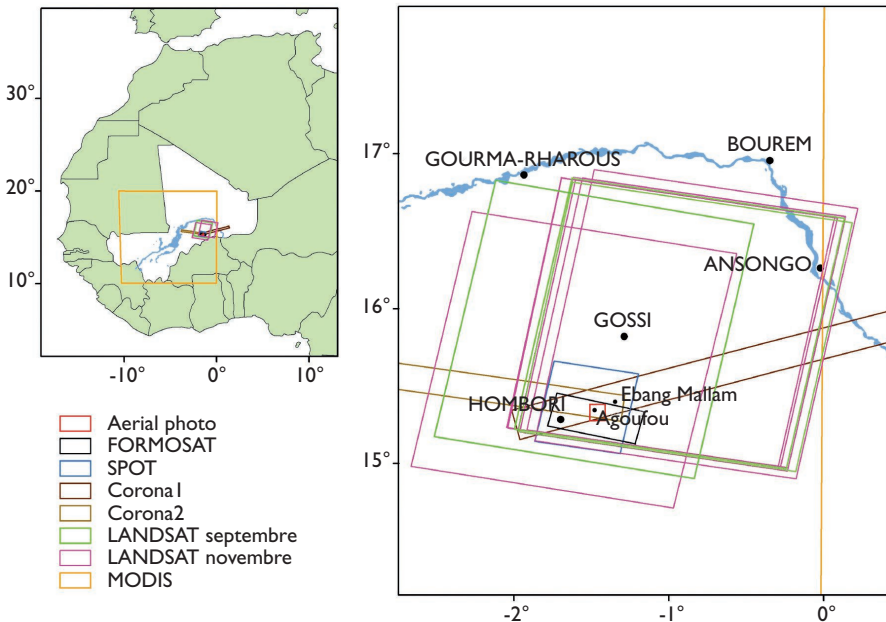 30°
20°
10°
-10°
0°
10°
Aerial photo
FORMOSAT
SPOT
Corona1
Corona2
LANDSAT septembre
LANDSAT novembre
MODIS
17°
16°
15°
-2°
-1°
0°
GOURMA-RHAROUS
BOUREM
ANSONGO
GOSSI
Ebang Mallam
HOMBORI
Agoufou